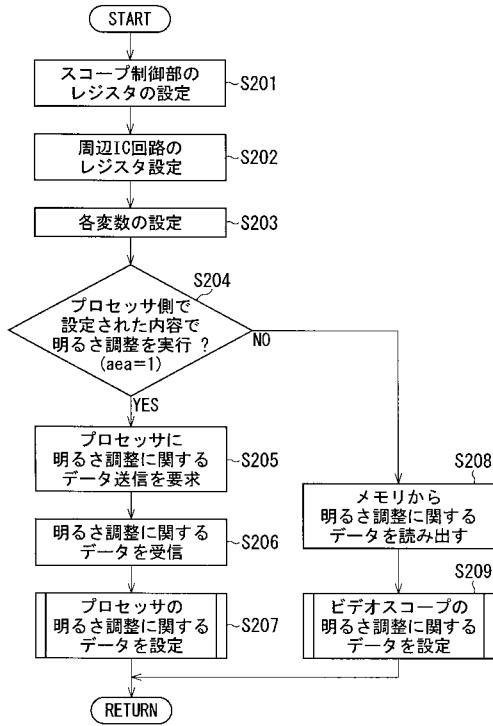 START
スコープ制御部の
レジスタの設定
S201
周辺IC回路の
レジスタ設定
S202
各変数の設定
S203
S204
プロセッサ側で
設定された内容で
明るさ調整を実行 ?
(aea=1)
NO
YES
プロセッサに
明るさ調整に関する
データ送信を要求
S205
明るさ調整に関する
データを受信
S206
プロセッサの
明るさ調整に関する
データを設定
S207
S208
メモリから
明るさ調整に関する
データを読み出す
S209
ビデオスコープの
明るさ調整に関する
データを設定
RETURN